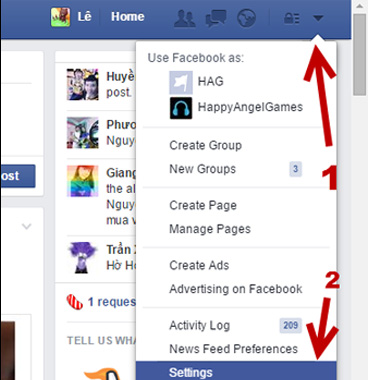 Lê Home
Use Facebook as:
HAG
HappyAngelGames
Create Group
New Groups 3
Create Page
Manage Pages
Create Ads
Advertising on Facebook
Activity Log 209
News Feed Preferences
Settings
1
2
Huyề
post.
Phươ
Nguy
Giang
the al
Nguy
mua v
Trần
Hờ Hơ
1 reques
TELL US WHA
ost